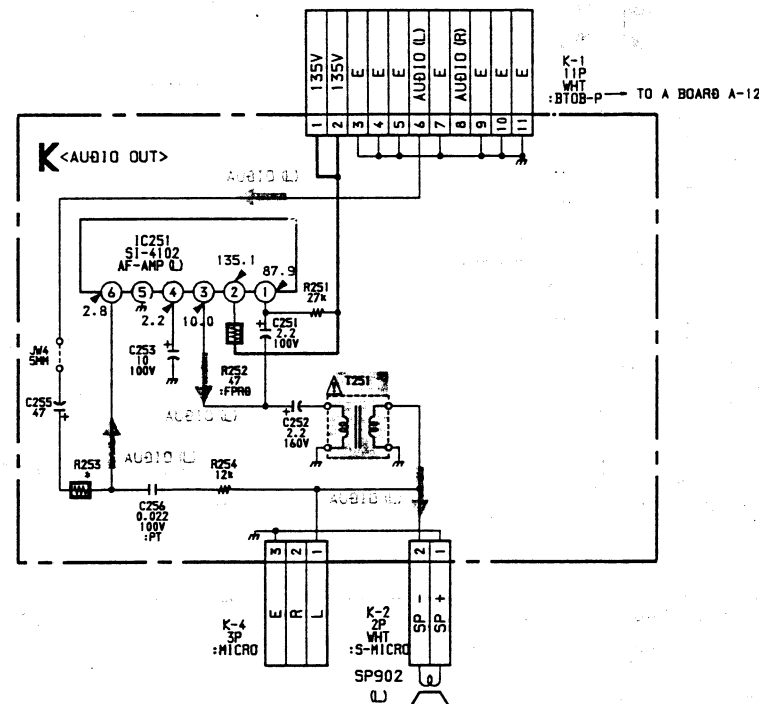 135V
135V
E
E
E
AUDIO (L)
E
AUDIO (R)
E
E
E
1 2 3 4 5 6 7 8 9 10 11
K-1
11P
WHT
:BTOB-P → TO A BOARD A-12
K <AUDIO OUT>
AUDIO (L)
IC251
SI-4102
AF-AMP (L)
135.1
87.9
6 5 4 3 2 1
2.8
2.2
10.0
R251
27k
C251
2.2
100V
JW4
5MM
C253
10
100V
R252
47
:FPRD
T251
C255
47
AUDIO (L)
C252
2.2
160V
AUDIO (L)
R253
*
R254
12k
AUDIO (L)
C256
0.022
100V
:PT
3 2 1
2 1
E
R
L
SP -
SP +
K-4
3P
:MICRO
K-2
2P
WHT
:S-MICRO
SP902
(L)